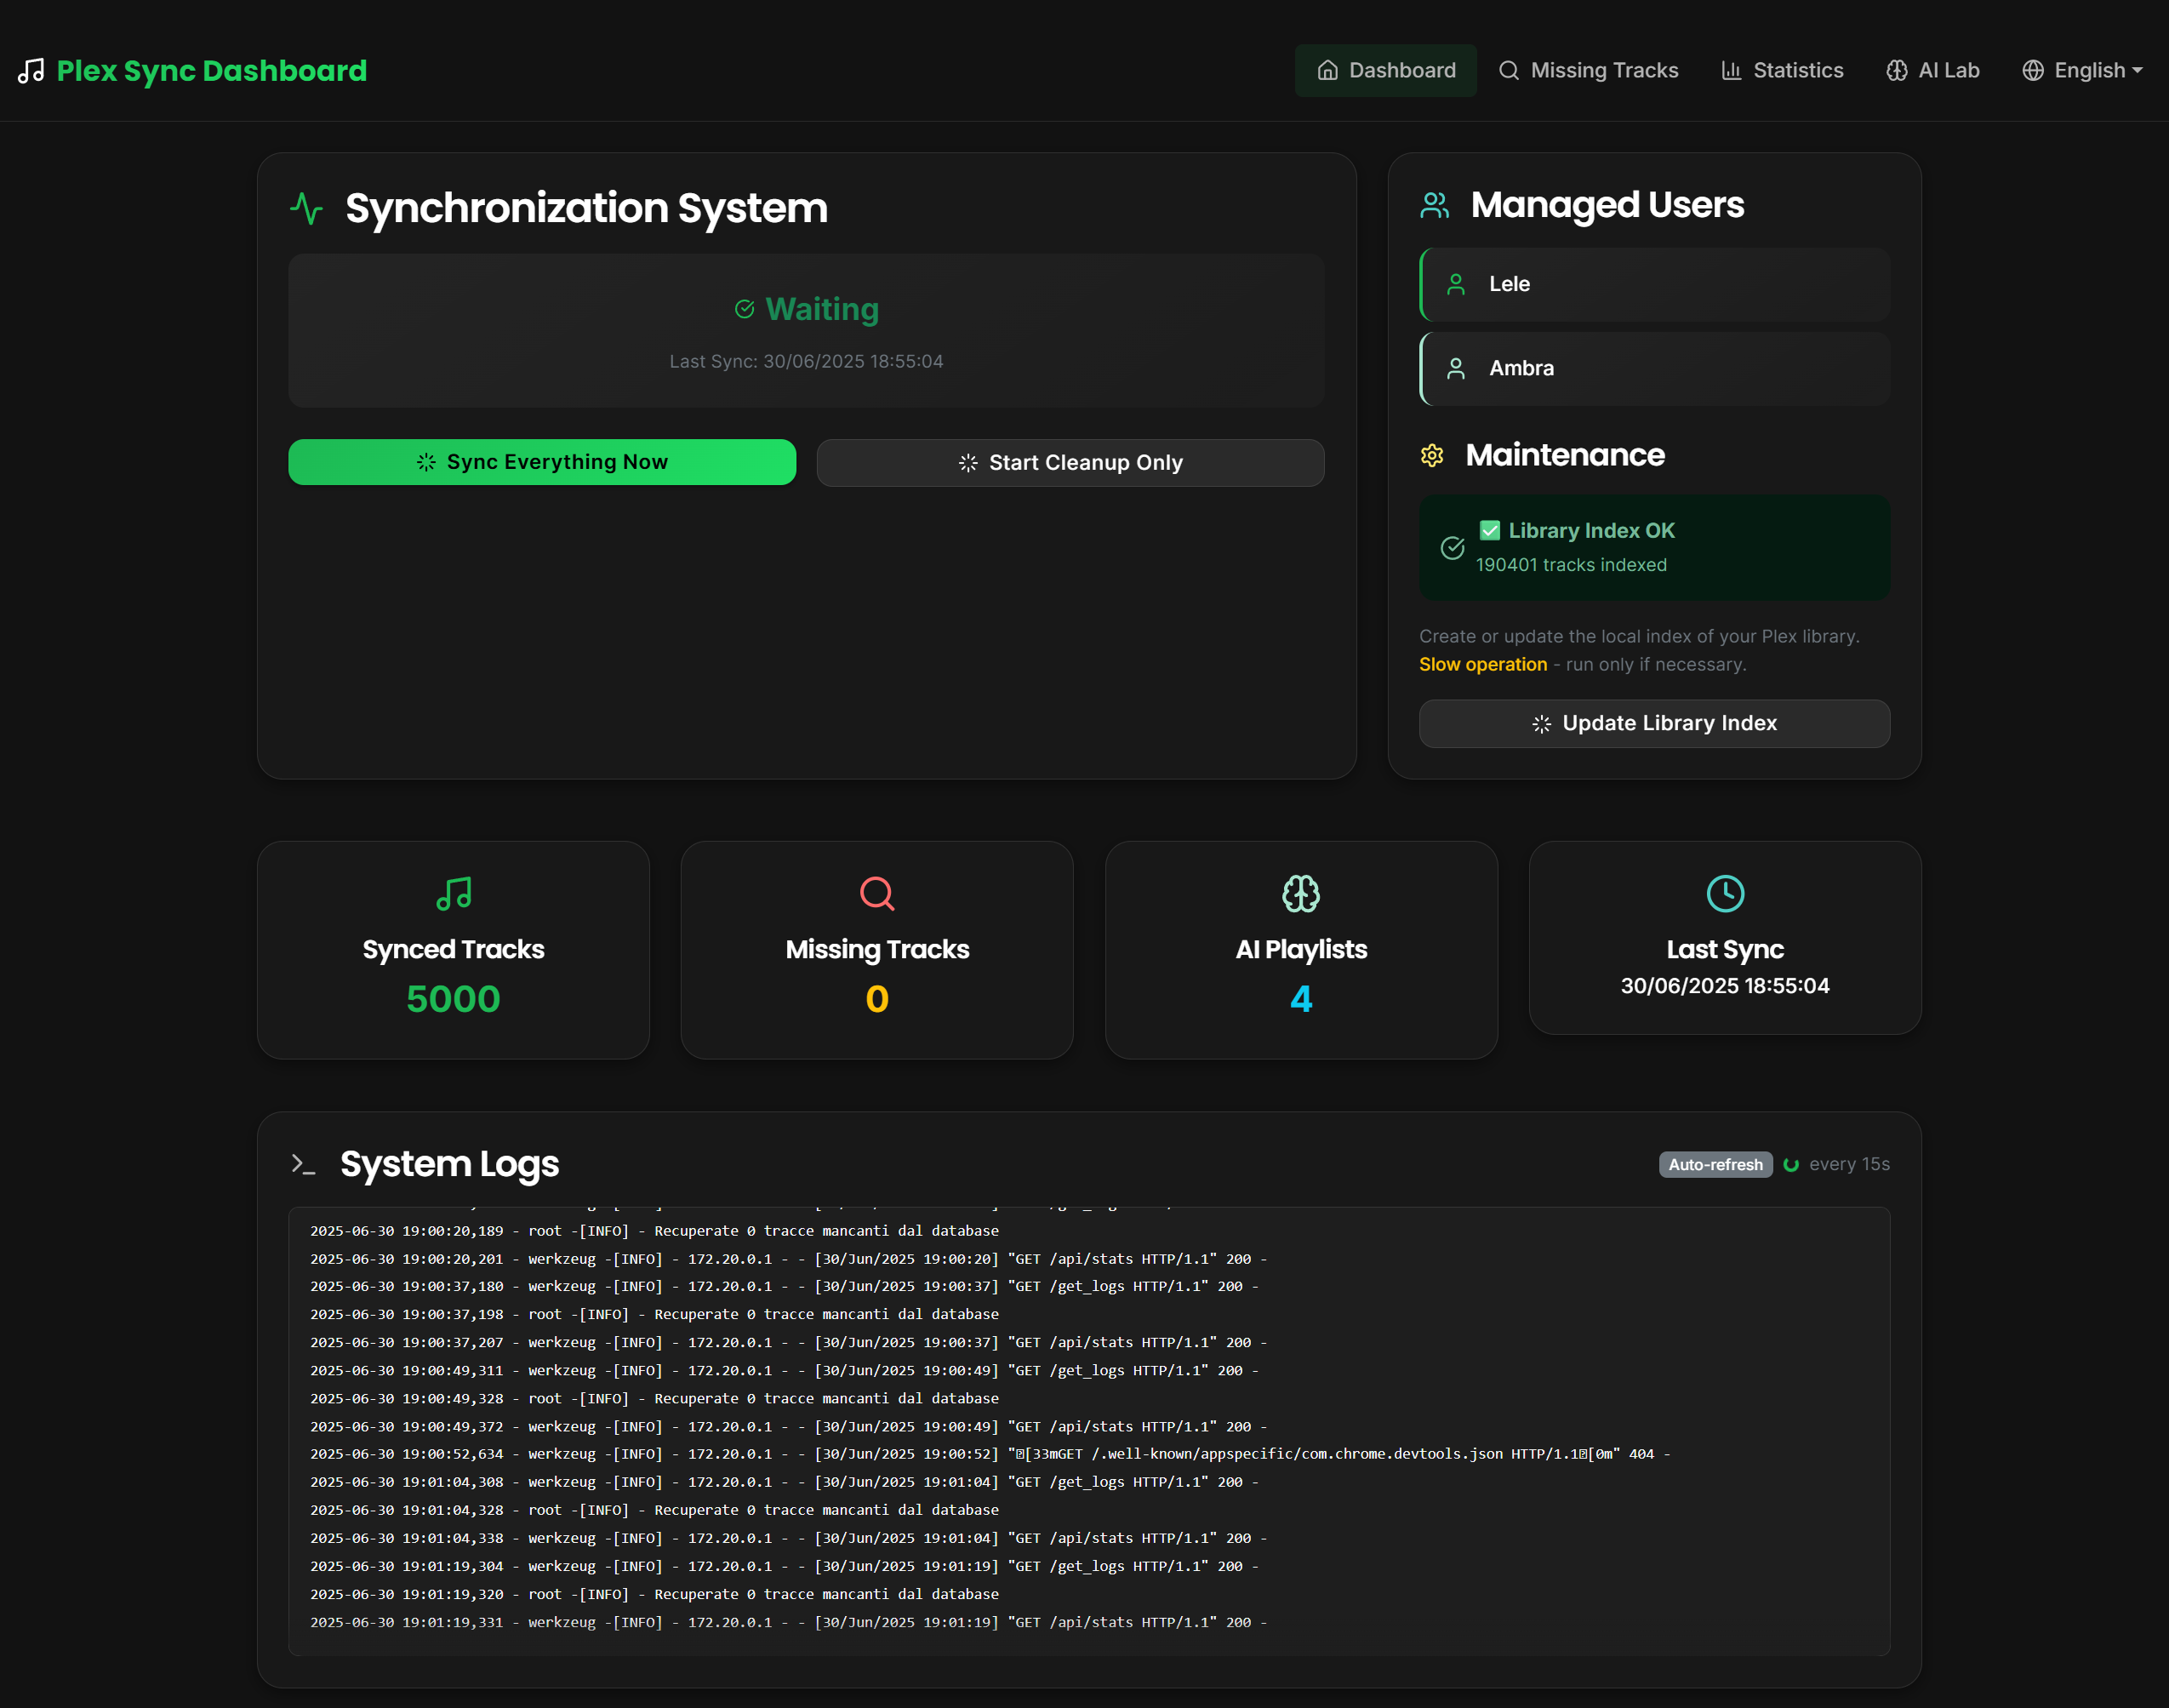 Plex Sync Dashboard
Dashboard
Missing Tracks
Statistics
AI Lab
English
Synchronization System
Waiting
Last Sync: 30/06/2025 18:55:04
Sync Everything Now
Start Cleanup Only
Managed Users
Lele
Ambra
Maintenance
✅ Library Index OK
190401 tracks indexed
Create or update the local index of your Plex library.
Slow operation - run only if necessary.
Update Library Index
Synced Tracks
5000
Missing Tracks
0
AI Playlists
4
Last Sync
30/06/2025 18:55:04
System Logs
Auto-refresh every 15s
2025-06-30 19:00:20,189 - root -[INFO] - Recuperate 0 tracce mancanti dal database
2025-06-30 19:00:20,201 - werkzeug -[INFO] - 172.20.0.1 - - [30/Jun/2025 19:00:20] "GET /api/stats HTTP/1.1" 200 -
2025-06-30 19:00:37,180 - werkzeug -[INFO] - 172.20.0.1 - - [30/Jun/2025 19:00:37] "GET /get_logs HTTP/1.1" 200 -
2025-06-30 19:00:37,198 - root -[INFO] - Recuperate 0 tracce mancanti dal database
2025-06-30 19:00:37,207 - werkzeug -[INFO] - 172.20.0.1 - - [30/Jun/2025 19:00:37] "GET /api/stats HTTP/1.1" 200 -
2025-06-30 19:00:49,311 - werkzeug -[INFO] - 172.20.0.1 - - [30/Jun/2025 19:00:49] "GET /get_logs HTTP/1.1" 200 -
2025-06-30 19:00:49,328 - root -[INFO] - Recuperate 0 tracce mancanti dal database
2025-06-30 19:00:49,372 - werkzeug -[INFO] - 172.20.0.1 - - [30/Jun/2025 19:00:49] "GET /api/stats HTTP/1.1" 200 -
2025-06-30 19:00:52,634 - werkzeug -[INFO] - 172.20.0.1 - - [30/Jun/2025 19:00:52] "[33mGET /.well-known/appspecific/com.chrome.devtools.json HTTP/1.1[0m" 404 -
2025-06-30 19:01:04,308 - werkzeug -[INFO] - 172.20.0.1 - - [30/Jun/2025 19:01:04] "GET /get_logs HTTP/1.1" 200 -
2025-06-30 19:01:04,328 - root -[INFO] - Recuperate 0 tracce mancanti dal database
2025-06-30 19:01:04,338 - werkzeug -[INFO] - 172.20.0.1 - - [30/Jun/2025 19:01:04] "GET /api/stats HTTP/1.1" 200 -
2025-06-30 19:01:19,304 - werkzeug -[INFO] - 172.20.0.1 - - [30/Jun/2025 19:01:19] "GET /get_logs HTTP/1.1" 200 -
2025-06-30 19:01:19,320 - root -[INFO] - Recuperate 0 tracce mancanti dal database
2025-06-30 19:01:19,331 - werkzeug -[INFO] - 172.20.0.1 - - [30/Jun/2025 19:01:19] "GET /api/stats HTTP/1.1" 200 -